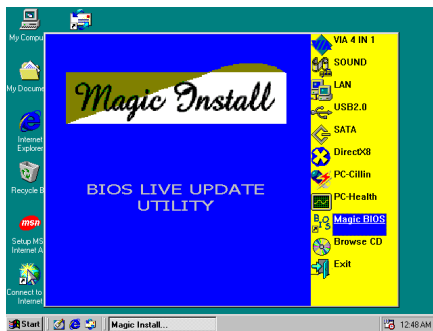 My Compu
My Docume
Internet
Explorer
Recycle B
msn
Setup MS
Internet A
Connect to
Internet
Magic Install
BIOS LIVE UPDATE
UTILITY
VIA 4 IN 1
SOUND
LAN
USB2.0
SATA
DirectX8
PC-Cillin
PC-Health
BIOS
Magic BIOS
Browse CD
Exit
Start
Magic Install...
12:48 AM